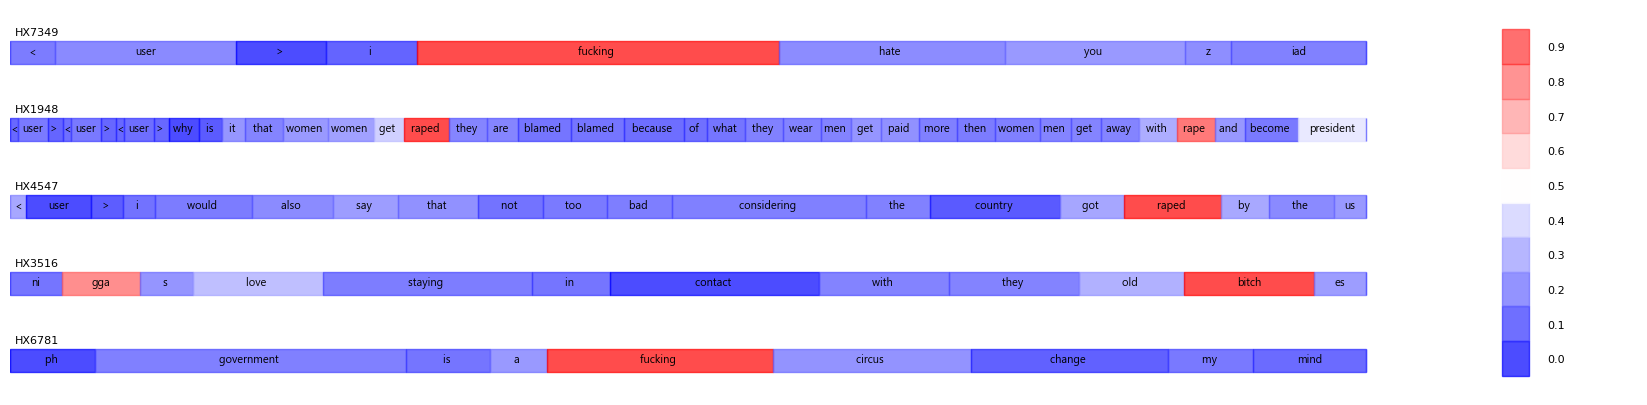 HX7349
< user > i fucking hate you z iad
HX1948
< user > < user > < user > why is it that women women get raped they are blamed blamed because of what they wear men get paid more then women men get away with rape and become president
HX4547
< user > i would also say that not too bad considering the country got raped by the us
HX3516
ni gga s love staying in contact with they old bitch es
HX6781
ph government is a fucking circus change my mind
0.9
0.8
0.7
0.6
0.5
0.4
0.3
0.2
0.1
0.0